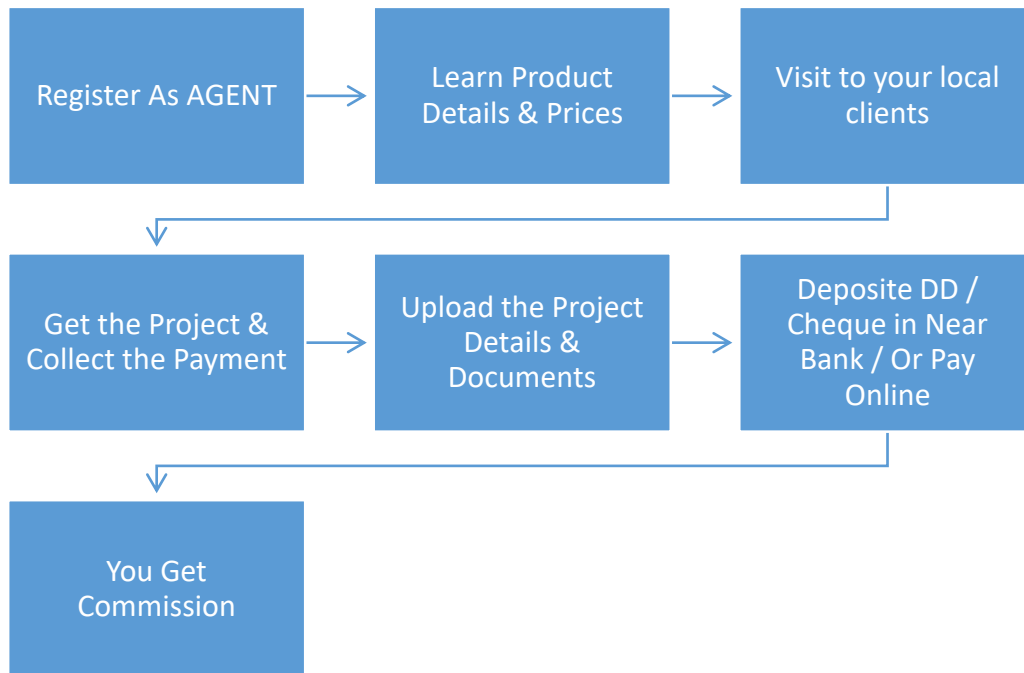 Register As AGENT
Learn Product
Details & Prices
Visit to your local
clients
Get the Project &
Collect the Payment
Upload the Project
Details &
Documents
Deposite DD /
Cheque in Near
Bank / Or Pay
Online
You Get
Commission